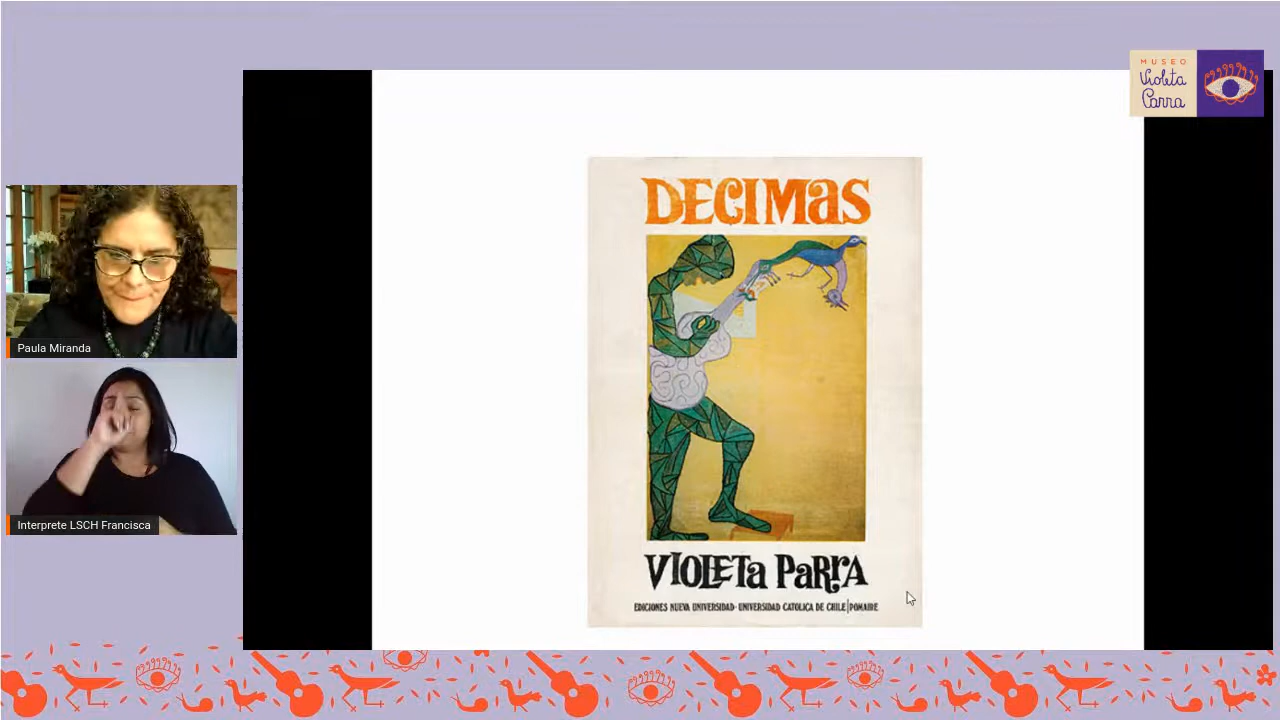 MUSEO
Violeta
Parra
DECIMAS
Paula Miranda
Interprete LSCH Francisca
VIOLETA PARRA
EDICIONES NUEVA UNIVERSIDAD · UNIVERSIDAD CATOLICA DE CHILE | POMAIRE